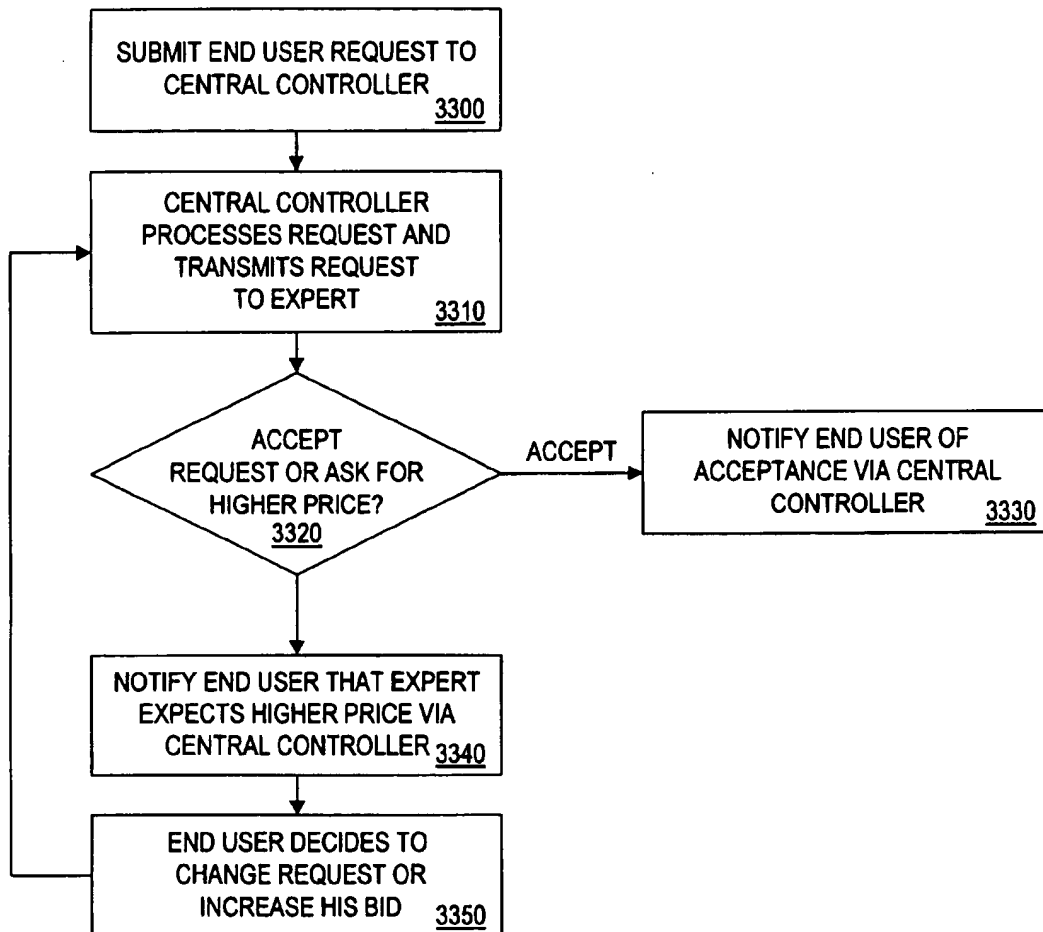 SUBMIT END USER REQUEST TO
CENTRAL CONTROLLER
3300
CENTRAL CONTROLLER
PROCESSES REQUEST AND
TRANSMITS REQUEST
TO EXPERT
3310
ACCEPT
REQUEST OR ASK FOR
HIGHER PRICE?
3320
ACCEPT
NOTIFY END USER OF
ACCEPTANCE VIA CENTRAL
CONTROLLER
3330
NOTIFY END USER THAT EXPERT
EXPECTS HIGHER PRICE VIA
CENTRAL CONTROLLER 3340
END USER DECIDES TO
CHANGE REQUEST OR
INCREASE HIS BID
3350